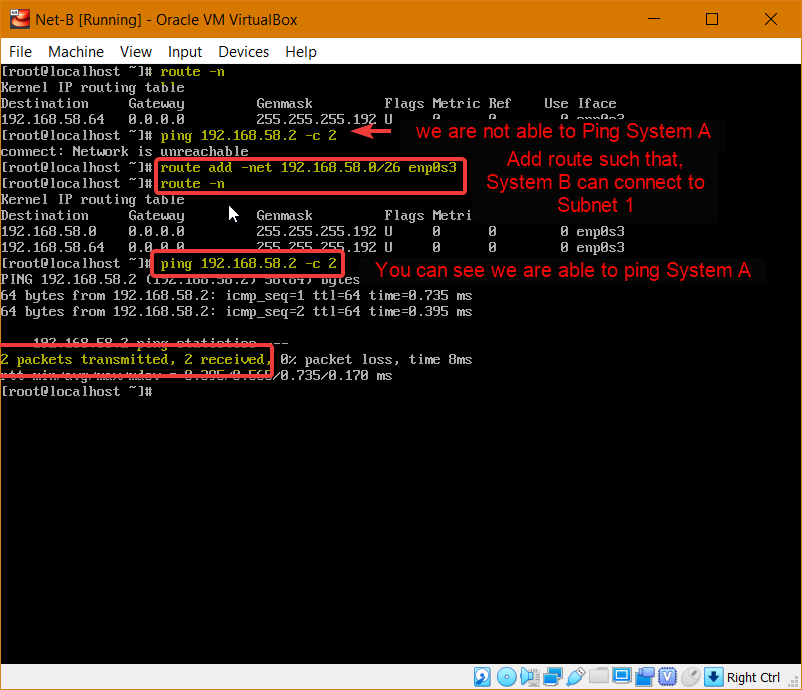 Net-B [Running] - Oracle VM VirtualBox
File Machine View Input Devices Help
[root@localhost ~]# route -n
Kernel IP routing table
Destination Gateway Genmask Flags Metric Ref Use Iface
192.168.58.64 0.0.0.0 255.255.255.192 U 0 0 0 enp0s3
[root@localhost ~]# ping 192.168.58.2 -c 2
we are not able to Ping System A
connect: Network is unreachable
[root@localhost ~]# route add -net 192.168.58.0/26 enp0s3
Add route such that,
System B can connect to
Subnet 1
[root@localhost ~]# route -n
Kernel IP routing table
Destination Gateway Genmask Flags Metri
192.168.58.0 0.0.0.0 255.255.255.192 U 0 0 0 enp0s3
192.168.58.64 0.0.0.0 255.255.255.192 U 0 0 0 enp0s3
[root@localhost ~]# ping 192.168.58.2 -c 2
You can see we are able to ping System A
PING 192.168.58.2 (192.168.58.2) 56(84) bytes
64 bytes from 192.168.58.2: icmp_seq=1 ttl=64 time=0.735 ms
64 bytes from 192.168.58.2: icmp_seq=2 ttl=64 time=0.395 ms
192.168.58.2 ping statistics ---
2 packets transmitted, 2 received, 0% packet loss, time 8ms
rtt min/avg/max/mdev = 0.395/0.565/0.735/0.170 ms
[root@localhost ~]#
Right Ctrl